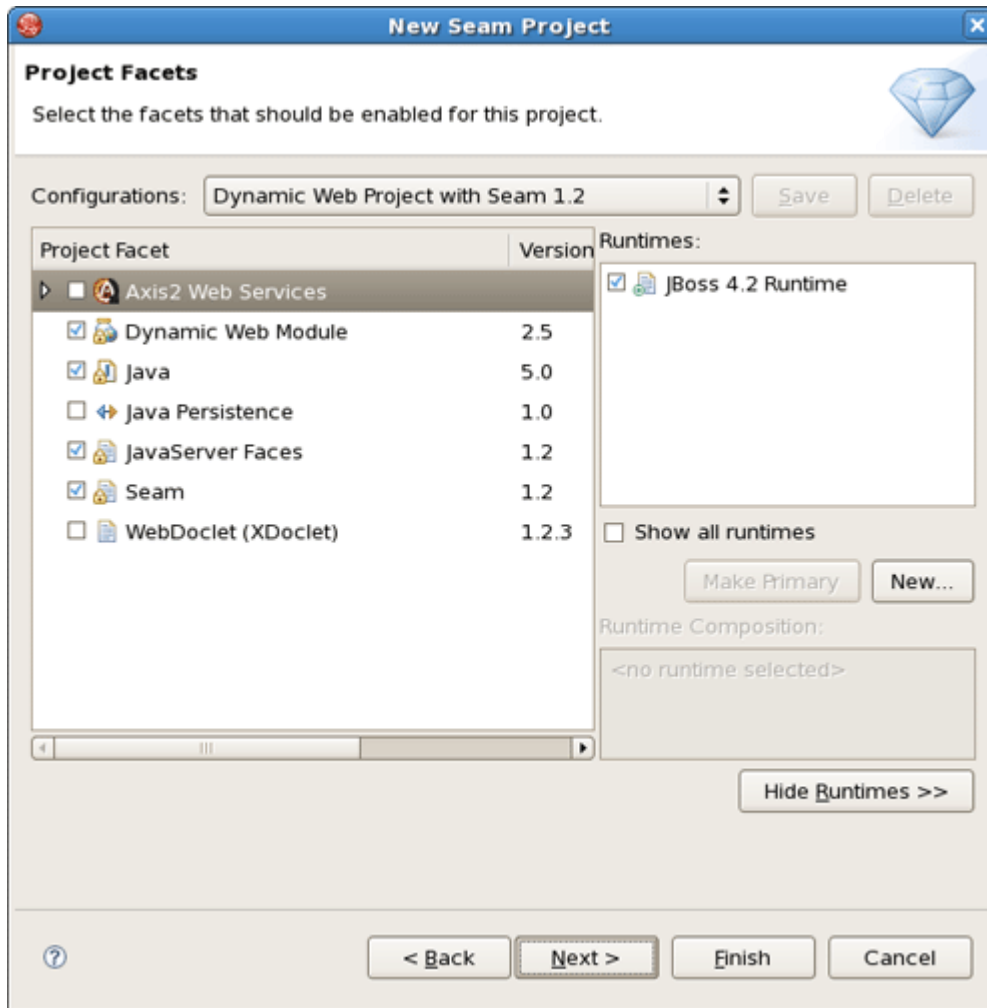 New Seam Project
Project Facets
Select the facets that should be enabled for this project.
Configurations: Dynamic Web Project with Seam 1.2 Save Delete
Project Facet Version
Runtimes:
Axis2 Web Services
JBoss 4.2 Runtime
Dynamic Web Module 2.5
Java 5.0
Java Persistence 1.0
JavaServer Faces 1.2
Seam 1.2
WebDoclet (XDoclet) 1.2.3
Show all runtimes
Make Primary New...
Runtime Composition:
<no runtime selected>
Hide Runtimes >>
< Back Next > Finish Cancel